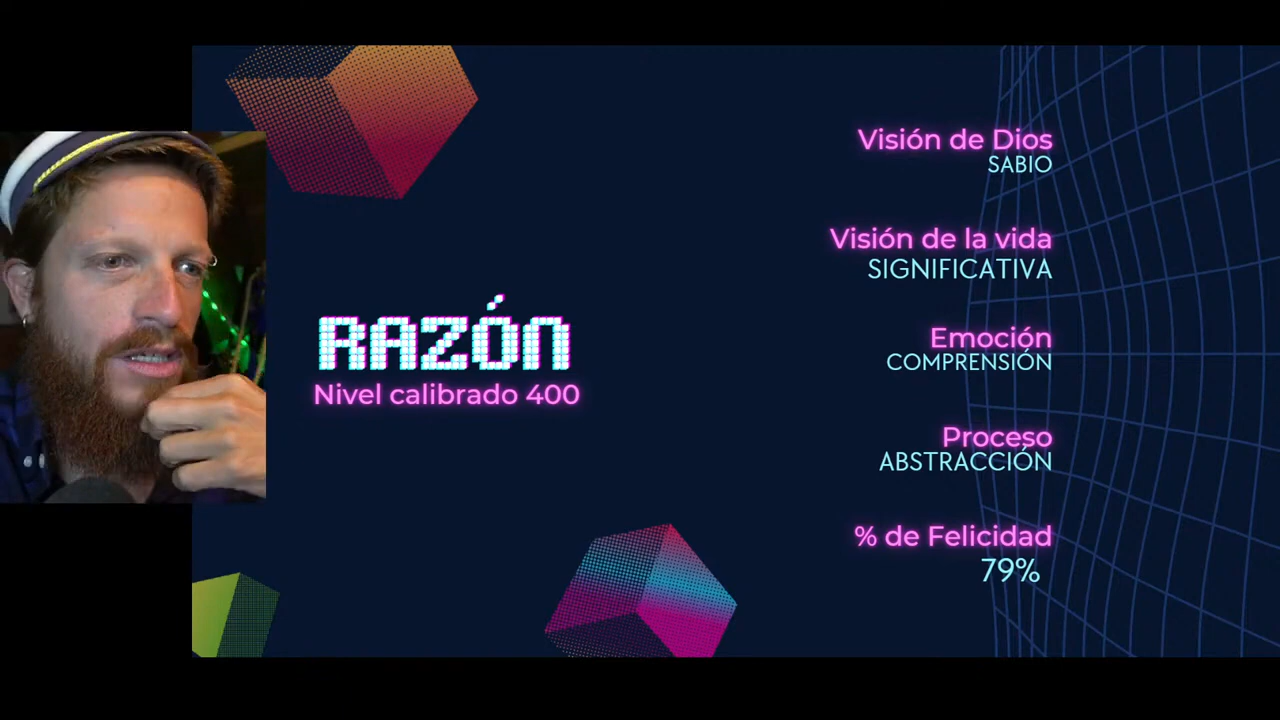 RAZÓN
Nivel calibrado 400
Visión de Dios
SABIO
Visión de la vida
SIGNIFICATIVA
Emoción
COMPRENSIÓN
Proceso
ABSTRACCIÓN
% de Felicidad
79%